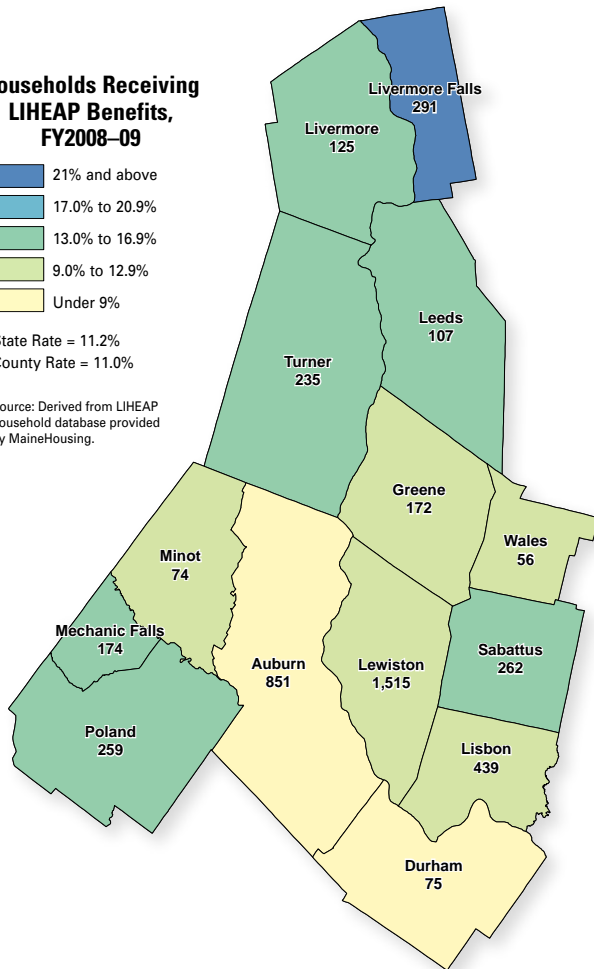 ouseholds Receiving
LIHEAP Benefits,
FY2008–09
21% and above
17.0% to 20.9%
13.0% to 16.9%
9.0% to 12.9%
Under 9%
tate Rate = 11.2%
ounty Rate = 11.0%
ource: Derived from LIHEAP
ousehold database provided
y MaineHousing.
Livermore Falls
291
Livermore
125
Leeds
107
Turner
235
Greene
172
Wales
56
Minot
74
Mechanic Falls
174
Auburn
851
Lewiston
1,515
Sabattus
262
Poland
259
Lisbon
439
Durham
75